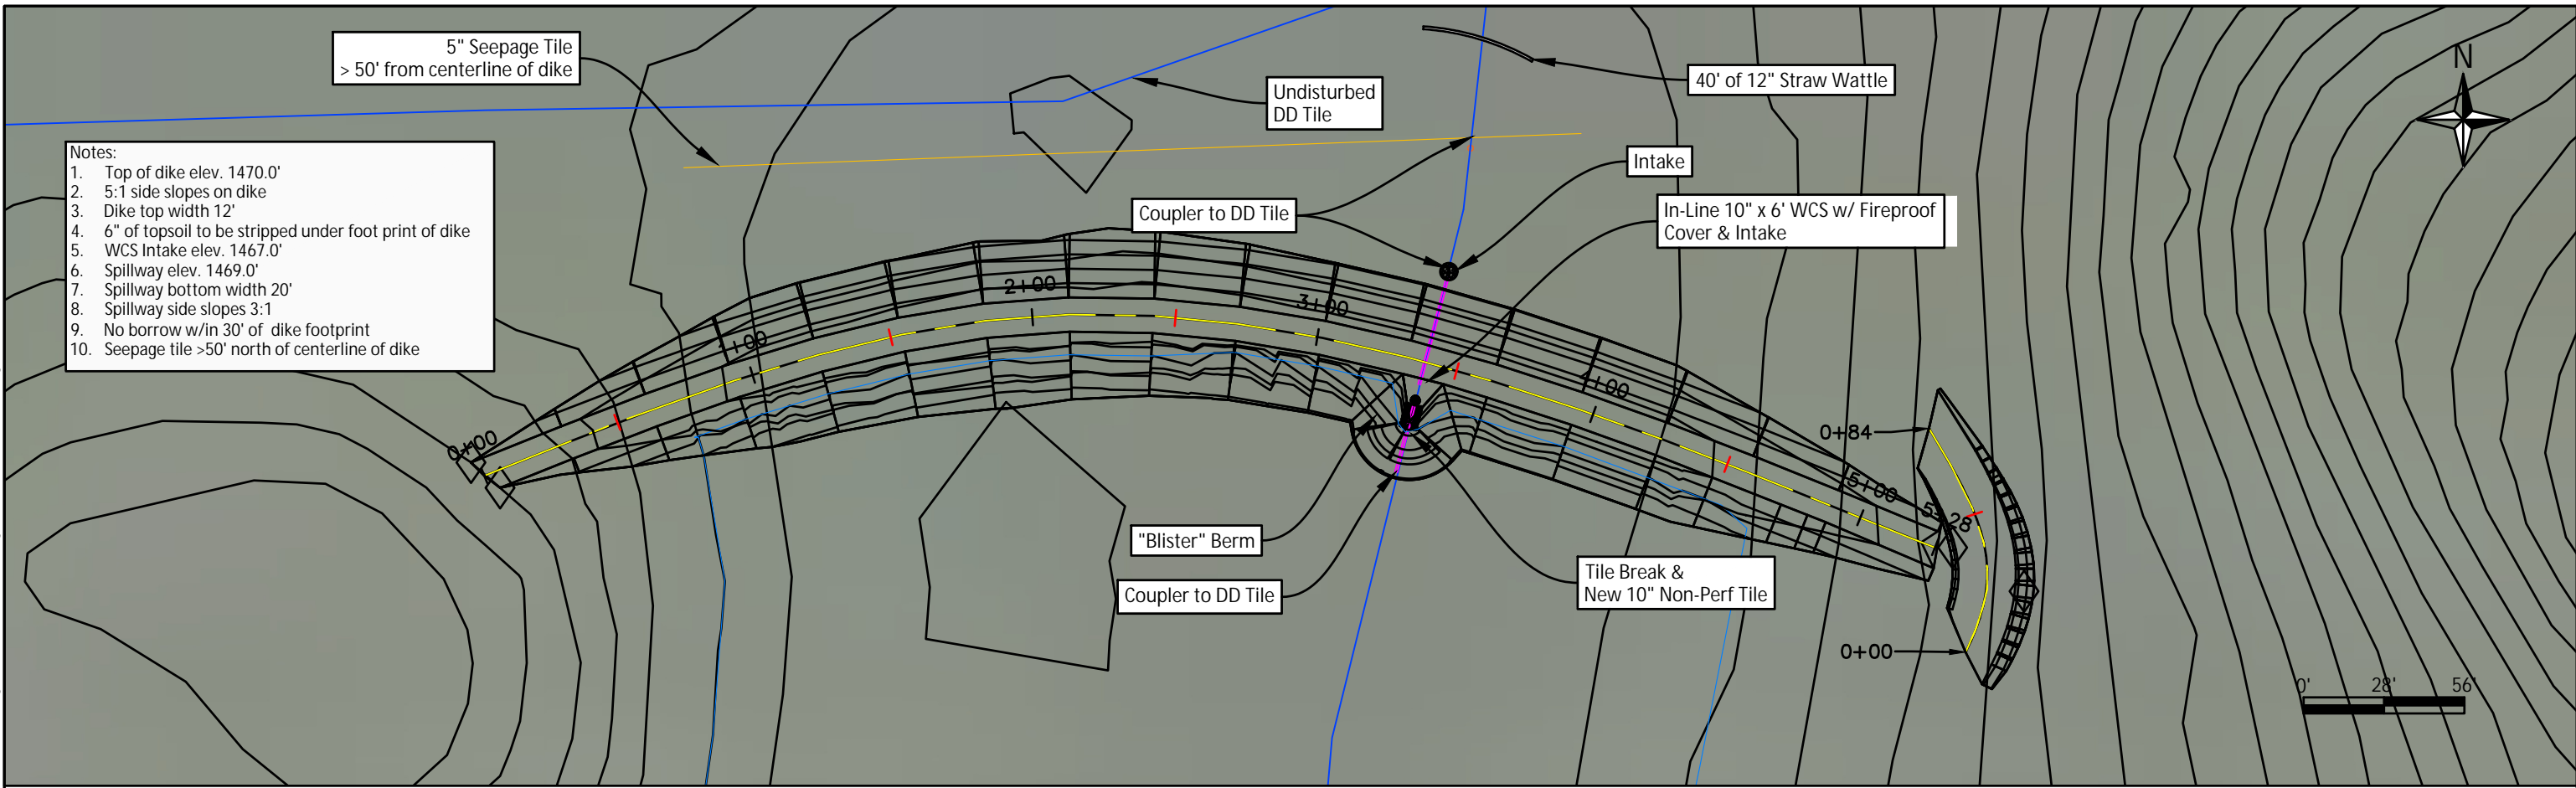 5" Seepage Tile
> 50' from centerline of dike
Undisturbed
DD Tile
40' of 12" Straw Wattle
N
Notes:
1. Top of dike elev. 1470.0'
2. 5:1 side slopes on dike
3. Dike top width 12'
4. 6" of topsoil to be stripped under foot print of dike
5. WCS Intake elev. 1467.0'
6. Spillway elev. 1469.0'
7. Spillway bottom width 20'
8. Spillway side slopes 3:1
9. No borrow w/in 30' of dike footprint
10. Seepage tile >50' north of centerline of dike
Intake
Coupler to DD Tile
In-Line 10" x 6' WCS w/ Fireproof
Cover & Intake
0+00
1+00
2+00
3+00
4+00
5+00
5+28
0+84
0+00
"Blister" Berm
Coupler to DD Tile
Tile Break &
New 10" Non-Perf Tile
0' 28' 56'